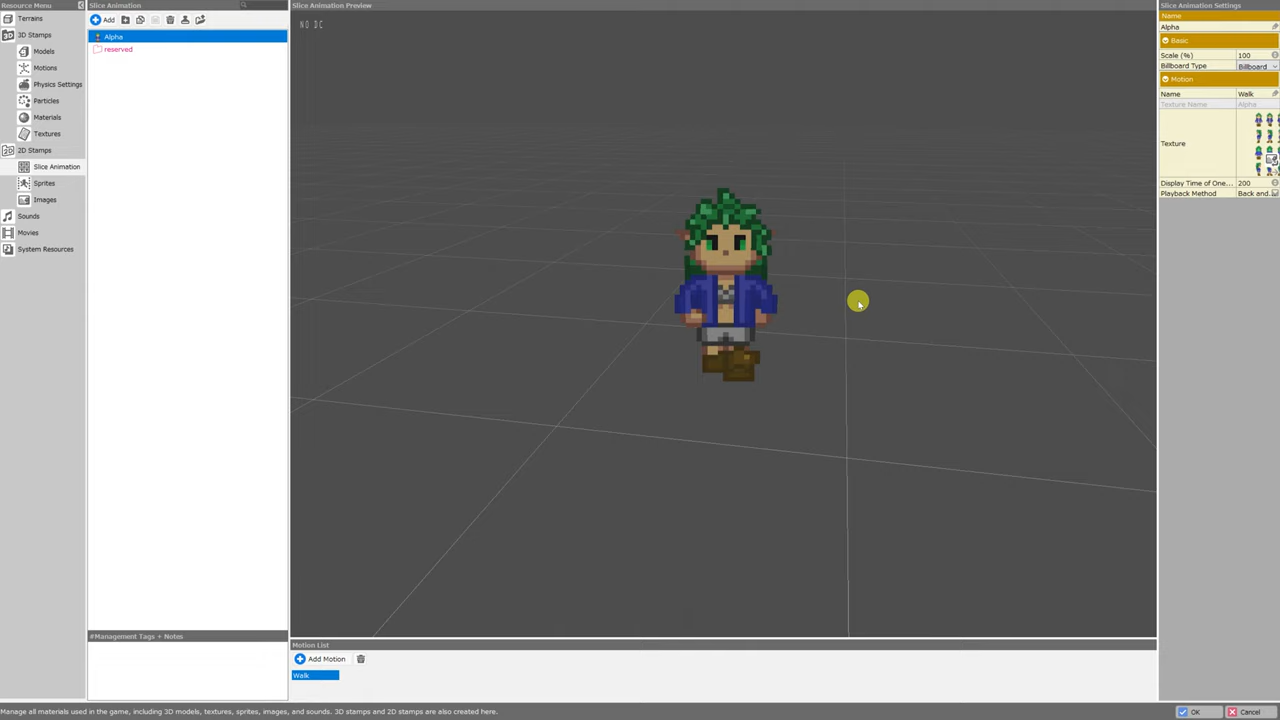 Resource Menu
Terrains
3D Stamps
Models
Motions
Physics Settings
Particles
Materials
Textures
2D Stamps
Slice Animation
Sprites
Images
Sounds
Movies
System Resources
Slice Animation
Add
Alpha
reserved
#Management Tags + Notes
Slice Animation Preview
NO DC
Motion List
Add Motion
Walk
Slice Animation Settings
Name
Alpha
Basic
Scale (%) 100
Billboard Type Billboard
Motion
Name Walk
Texture Name Alpha
Texture
Display Time of One... 200
Playback Method Back and...
Manage all materials used in the game, including 3D models, textures, sprites, images, and sounds. 3D stamps and 2D stamps are also created here.
OK Cancel